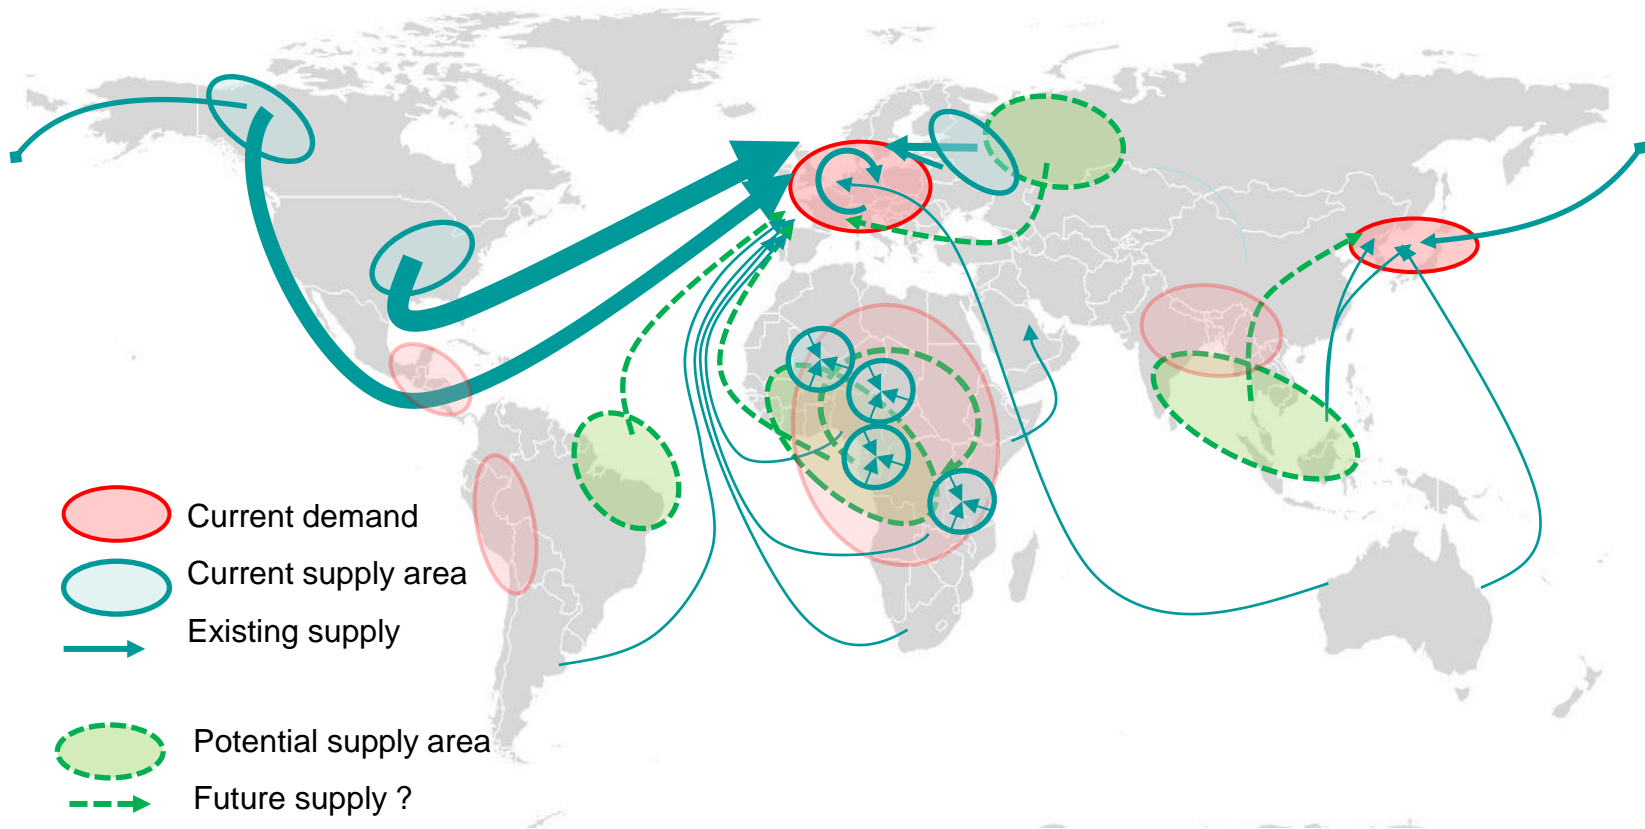 Current demand
Current supply area
Existing supply
Potential supply area
Future supply ?